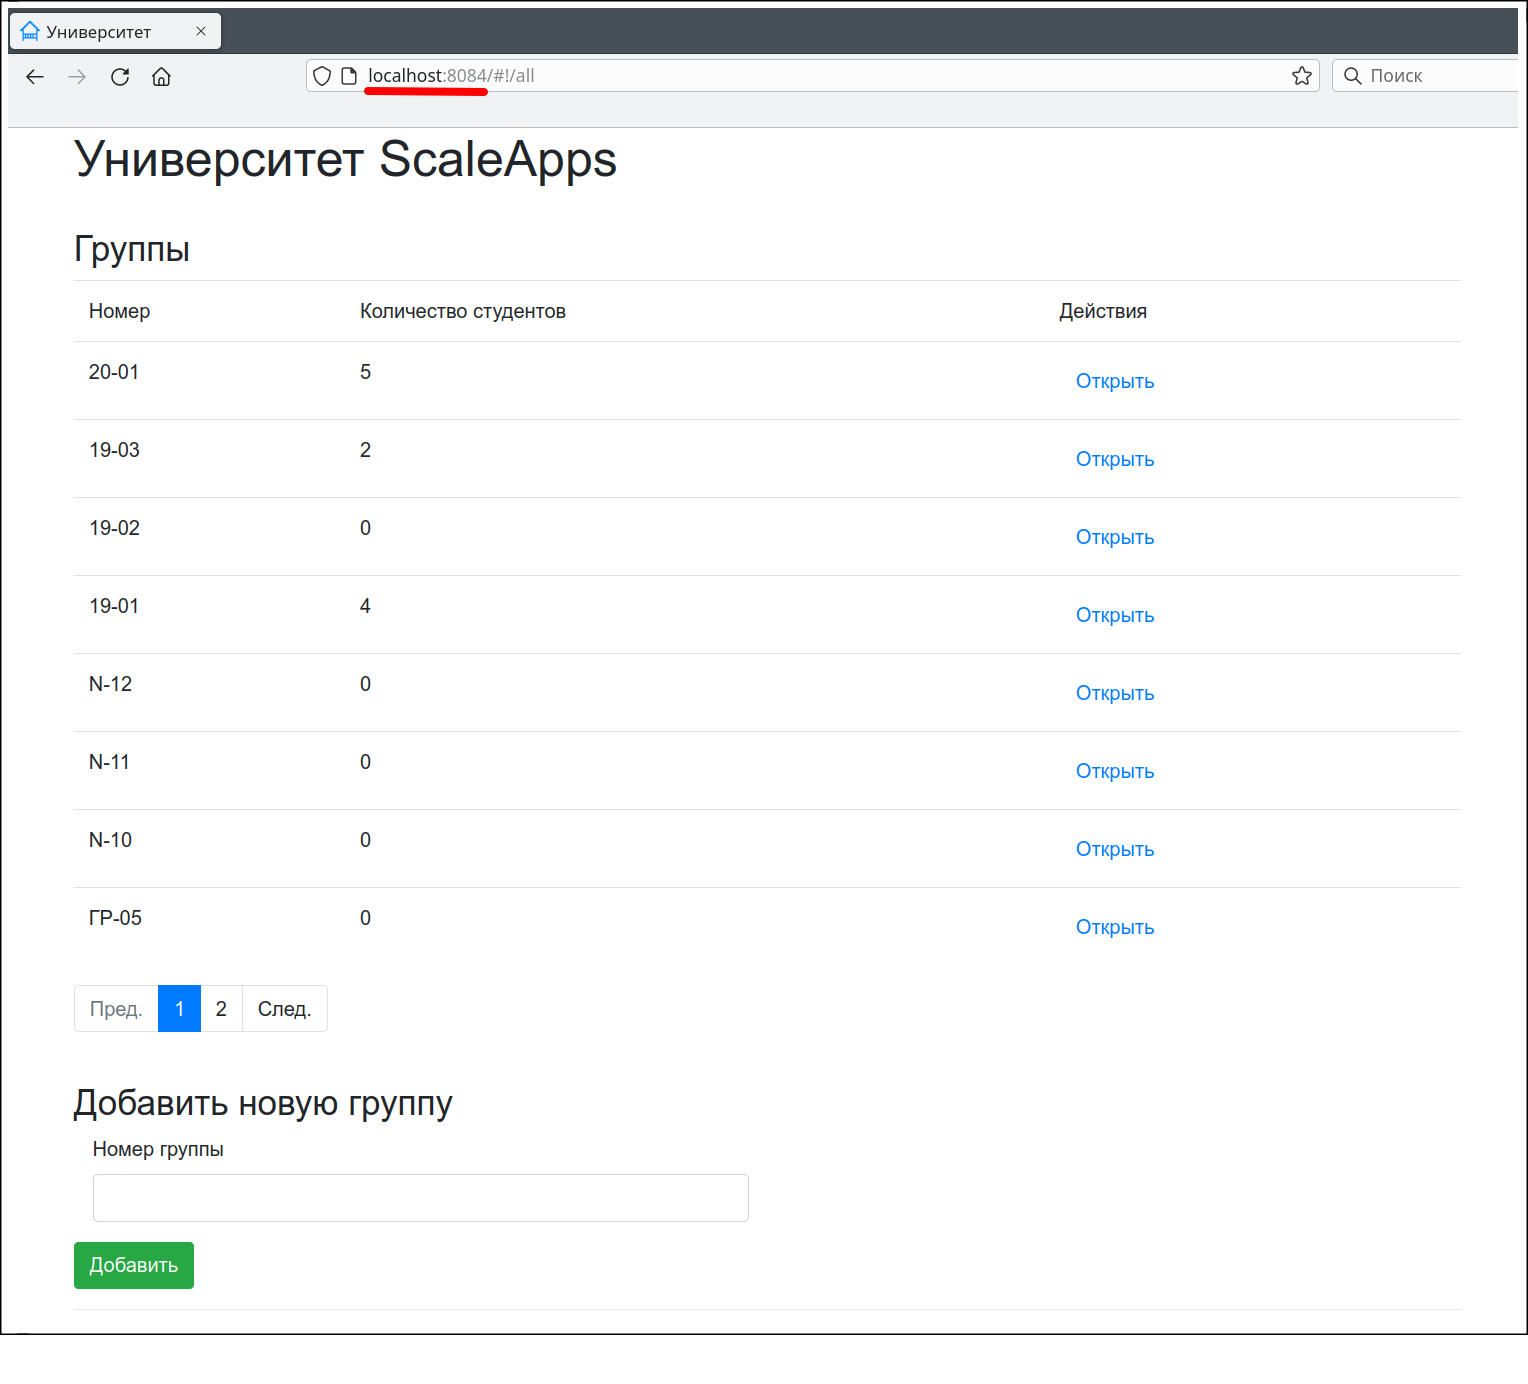 Университет
localhost:8084/#!/all
Поиск
Университет ScaleApps
Группы
Номер Количество студентов Действия
20-01 5 Открыть
19-03 2 Открыть
19-02 0 Открыть
19-01 4 Открыть
N-12 0 Открыть
N-11 0 Открыть
N-10 0 Открыть
ГР-05 0 Открыть
Пред. 1 2 След.
Добавить новую группу
Номер группы
Добавить